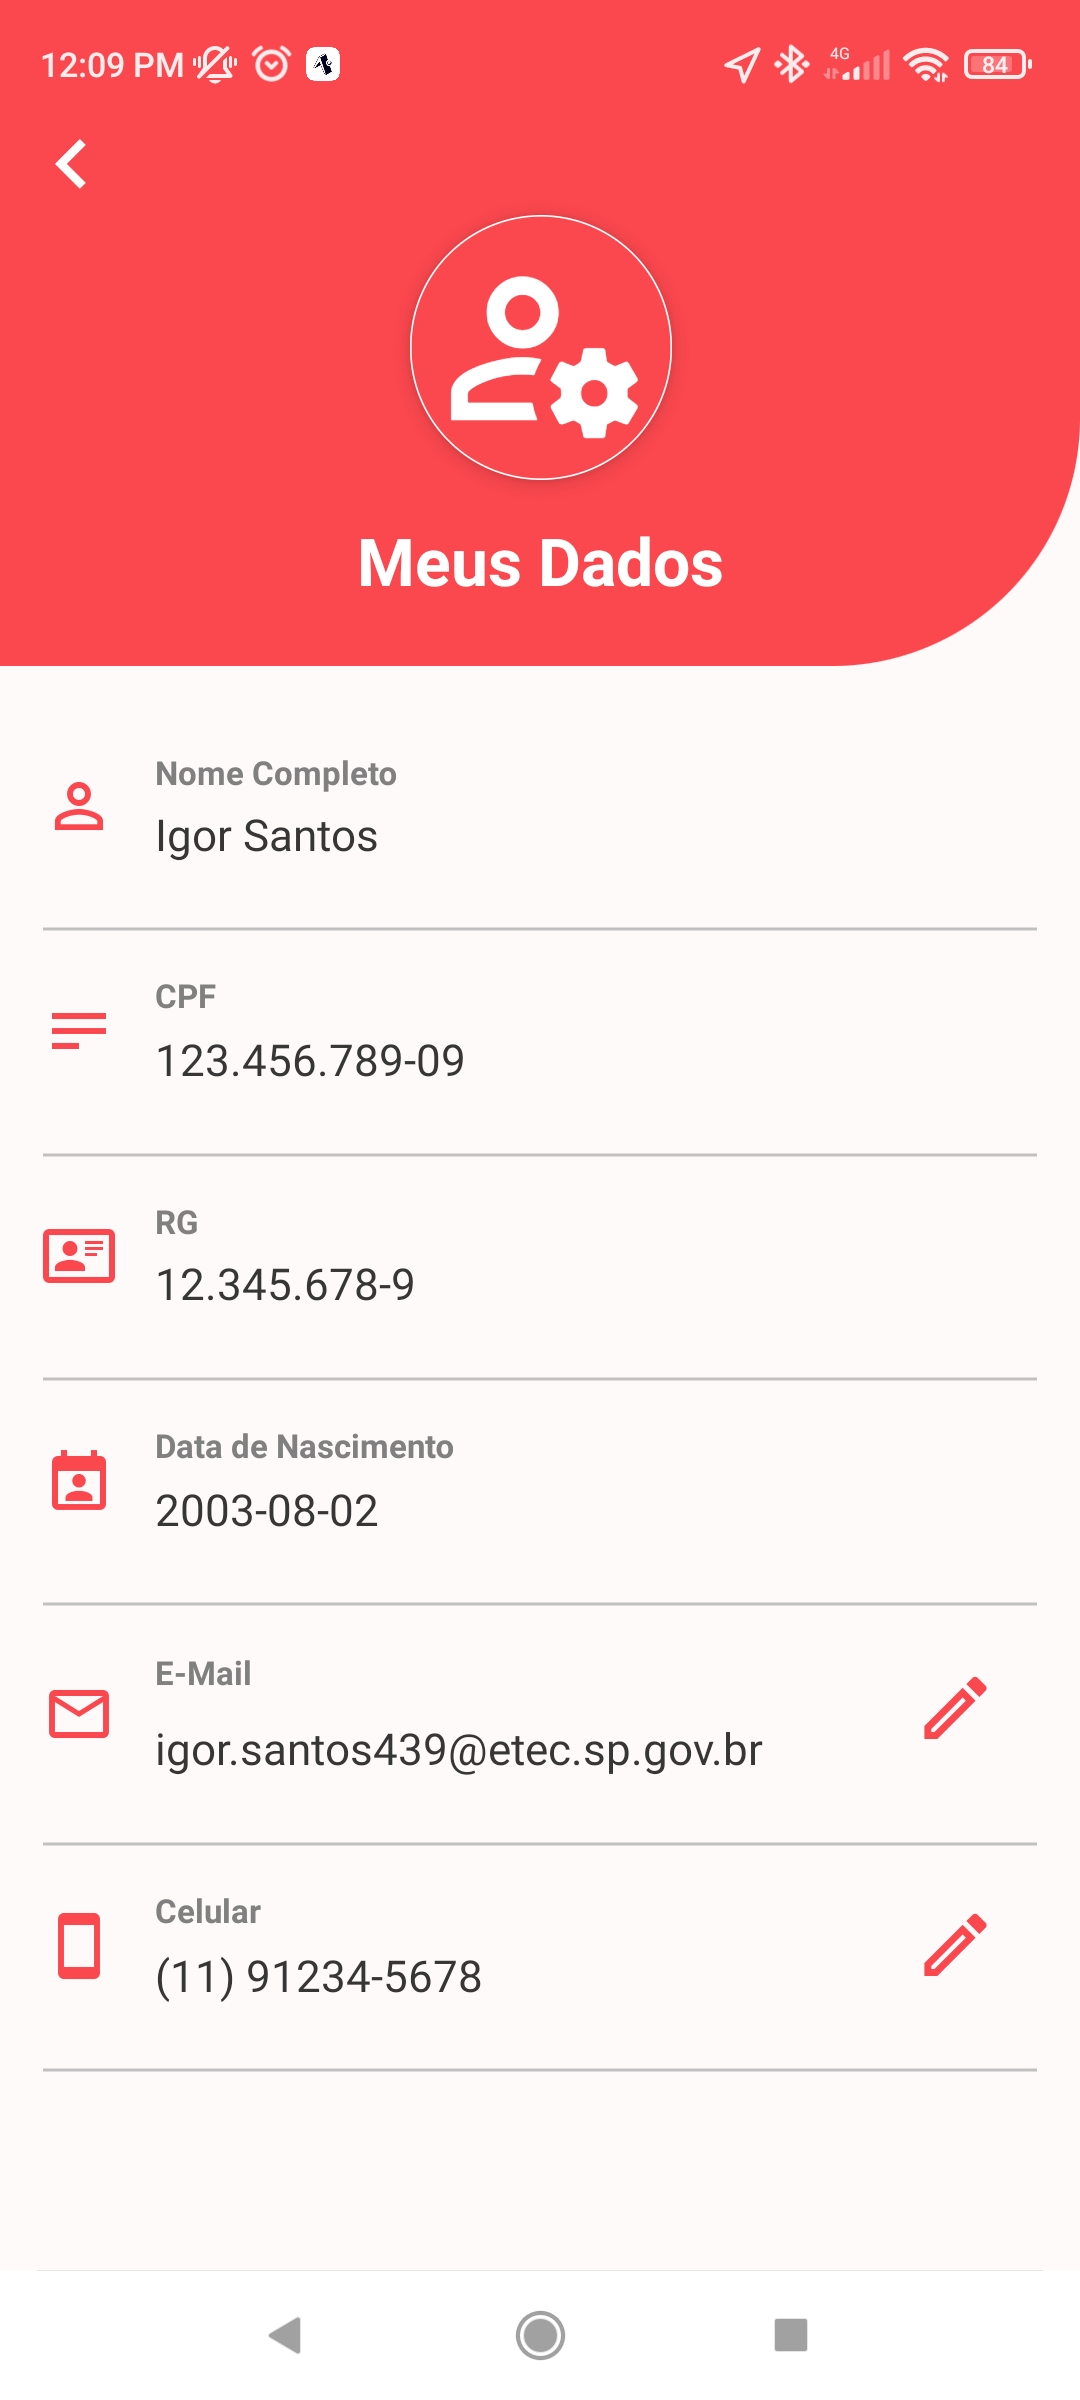 12:09 PM
4G
84
Meus Dados
Nome Completo
Igor Santos
CPF
123.456.789-09
RG
12.345.678-9
Data de Nascimento
2003-08-02
E-Mail
igor.santos439@etec.sp.gov.br
Celular
(11) 91234-5678